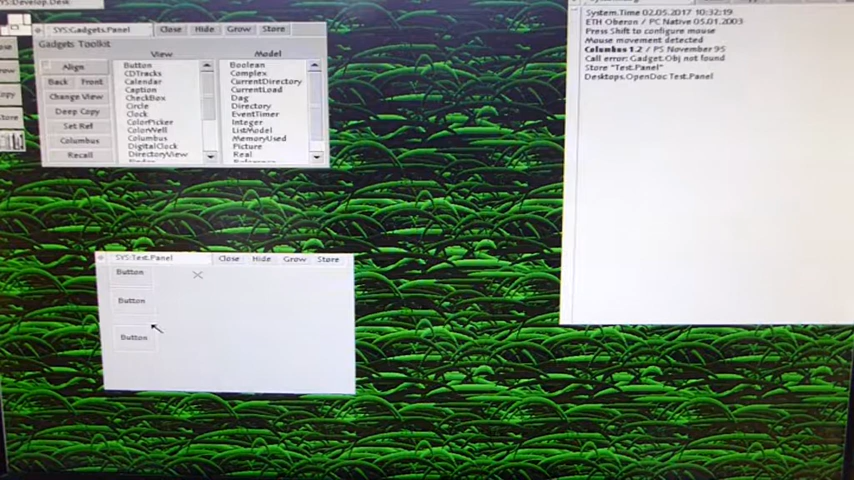 SYS:Develop.Desk
SYS:Gadgets.Panel Close Hide Grow Store
Gadgets Toolkit
View Model
Align
Back Front
Change View
Deep Copy
Set Ref
Columbus
Recall
Button
CDTracks
Calendar
Caption
CheckBox
Circle
Clock
ColorPicker
ColorWell
Columbus
DigitalClock
DirectoryView
Boolean
Complex
CurrentDirectory
CurrentLoad
Dag
Directory
EventTimer
Integer
ListModel
MemoryUsed
Picture
Real
System.Time 02.05.2017 10:32:19
ETH Oberon / PC Native 05.01.2003
Press Shift to configure mouse
Mouse movement detected
Columbus 1.2 / PS November 95
Call error: Gadget.Obj not found
Store "Test.Panel"
Desktops.OpenDoc Test.Panel
SYS:Test.Panel Close Hide Grow Store
Button
Button
Button